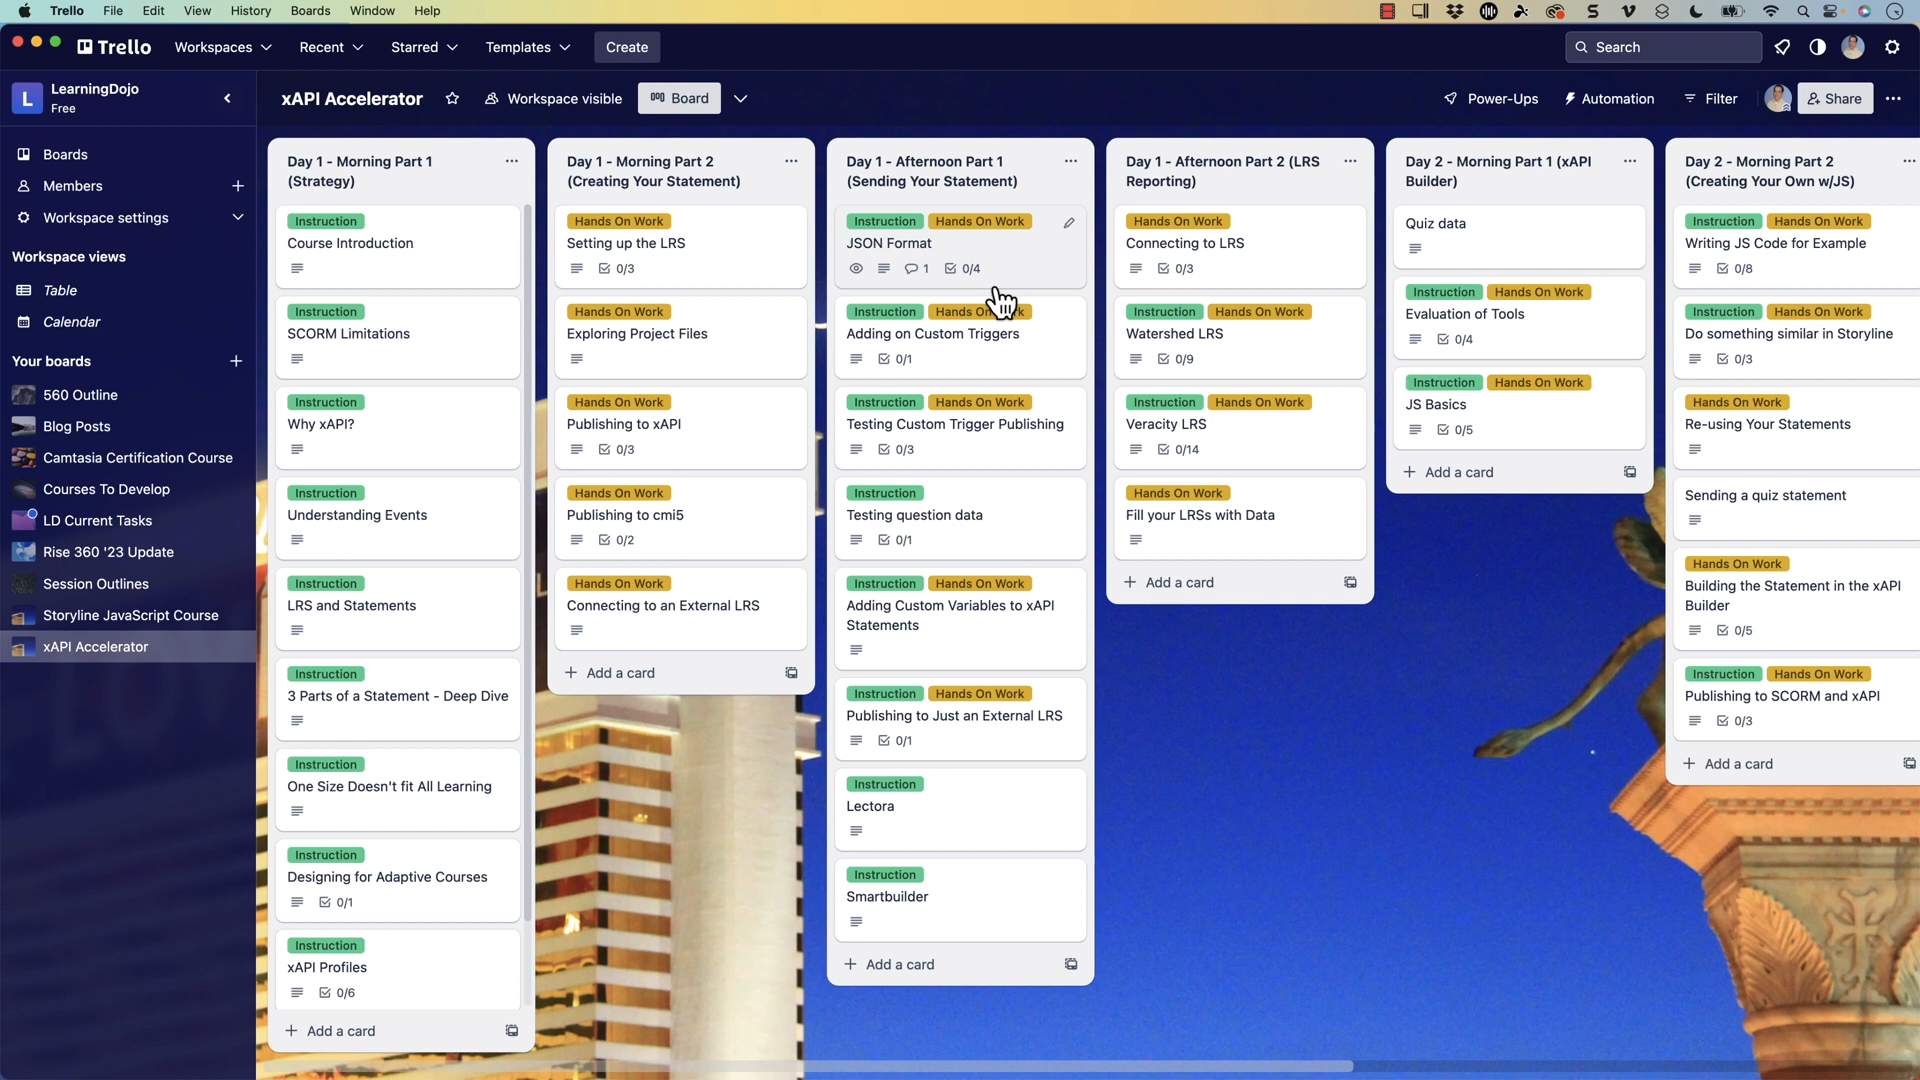 Trello File Edit View History Boards Window Help
Trello Workspaces Recent Starred Templates Create Search
L LearningDojo
Free
xAPI Accelerator Workspace visible Board Power-Ups Automation Filter Share
Boards
Members
Workspace settings
Workspace views
Table
Calendar
Your boards
560 Outline
Blog Posts
Camtasia Certification Course
Courses To Develop
LD Current Tasks
Rise 360 '23 Update
Session Outlines
Storyline JavaScript Course
xAPI Accelerator
Day 1 - Morning Part 1
(Strategy)
Instruction
Course Introduction
Instruction
SCORM Limitations
Instruction
Why xAPI?
Instruction
Understanding Events
Instruction
LRS and Statements
Instruction
3 Parts of a Statement - Deep Dive
Instruction
One Size Doesn't fit All Learning
Instruction
Designing for Adaptive Courses
0/1
Instruction
xAPI Profiles
0/6
Add a card
Day 1 - Morning Part 2
(Creating Your Statement)
Hands On Work
Setting up the LRS
0/3
Hands On Work
Exploring Project Files
Hands On Work
Publishing to xAPI
0/3
Hands On Work
Publishing to cmi5
0/2
Hands On Work
Connecting to an External LRS
Add a card
Day 1 - Afternoon Part 1
(Sending Your Statement)
Instruction Hands On Work
JSON Format
1 0/4
Instruction
Adding on Custom Triggers
0/1
Instruction Hands On Work
Testing Custom Trigger Publishing
0/3
Instruction
Testing question data
0/1
Instruction Hands On Work
Adding Custom Variables to xAPI
Statements
Instruction Hands On Work
Publishing to Just an External LRS
0/1
Instruction
Lectora
Instruction
Smartbuilder
Add a card
Day 1 - Afternoon Part 2 (LRS
Reporting)
Hands On Work
Connecting to LRS
0/3
Instruction Hands On Work
Watershed LRS
0/9
Instruction Hands On Work
Veracity LRS
0/14
Hands On Work
Fill your LRSs with Data
Add a card
Day 2 - Morning Part 1 (xAPI
Builder)
Quiz data
Instruction Hands On Work
Evaluation of Tools
0/4
Instruction Hands On Work
JS Basics
0/5
Add a card
Day 2 - Morning Part 2
(Creating Your Own w/JS)
Instruction Hands On Work
Writing JS Code for Example
0/8
Instruction Hands On Work
Do something similar in Storyline
0/3
Hands On Work
Re-using Your Statements
Sending a quiz statement
Hands On Work
Building the Statement in the xAPI
Builder
0/5
Instruction Hands On Work
Publishing to SCORM and xAPI
0/3
Add a card